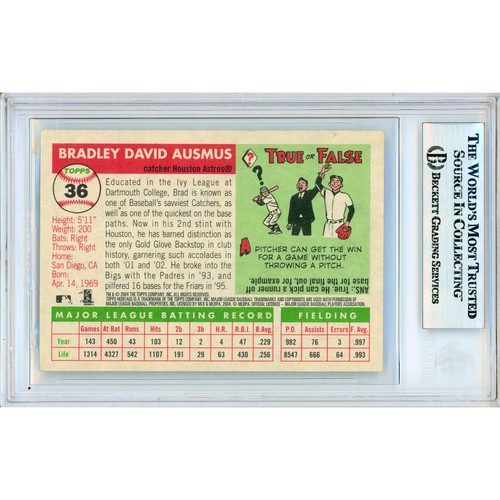 BRADLEY DAVID AUSMUS
catcher Houston Astros®
TOPPS
36
Height: 5'11"
Weight: 200
Bats: Right
Throws: Right
Home:
San Diego, CA
Born:
Apr. 14, 1969
Educated in the Ivy League at
Dartmouth College, Brad is known as
one of Baseball's savviest Catchers, as
well as one of the quickest on the base
paths. Now in his 2nd stint with
Houston, he has been etched in as the
only Gold Glove Backstop in club
history, garnering such accolades in
both '01 and '02. He broke into the
Bigs with the Padres in '93, and
pilfered 16 bases for the Friars in '95.
?
TRUE OR FALSE
?
A PITCHER CAN GET THE WIN
FOR A GAME WITHOUT
THROWING A PITCH.
ANS.: True. He can pick a runner off
base for the final out, for example.
MAJOR LEAGUE BATTING RECORD
Games At Bat Runs Hits 2b 3b H.R. R.B.I. B.Avg.
Year 143 450 43 103 12 2 4 47 .229
Life 1314 4327 542 1107 191 29 63 430 .256
FIELDING
P.O. Assists Errors F. Avg.
982 76 3 .997
8547 666 64 .993
THE WORLD'S MOST TRUSTED
SOURCE IN COLLECTING™
BECKETT GRADING SERVICES
B